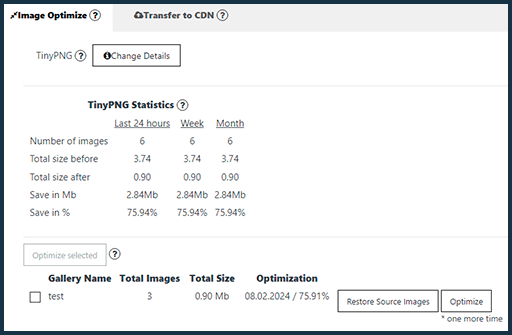 Image Optimize ? Transfer to CDN ?
TinyPNG ? Change Details
TinyPNG Statistics ?
Last 24 hours Week Month
Number of images 6 6 6
Total size before 3.74 3.74 3.74
Total size after 0.90 0.90 0.90
Save in Mb 2.84Mb 2.84Mb 2.84Mb
Save in % 75.94% 75.94% 75.94%
Optimize selected ?
Gallery Name Total Images Total Size Optimization
test 3 0.90 Mb 08.02.2024 / 75.91% Restore Source Images Optimize
* one more time